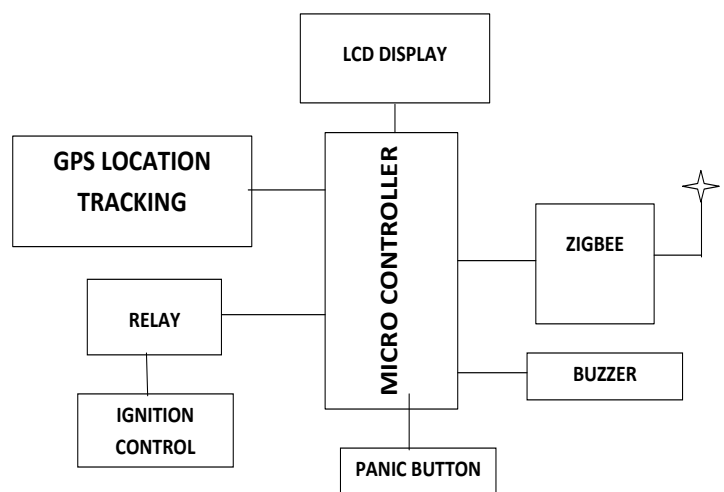 LCD DISPLAY
GPS LOCATION
TRACKING
MICRO CONTROLLER
ZIGBEE
RELAY
BUZZER
IGNITION
CONTROL
PANIC BUTTON